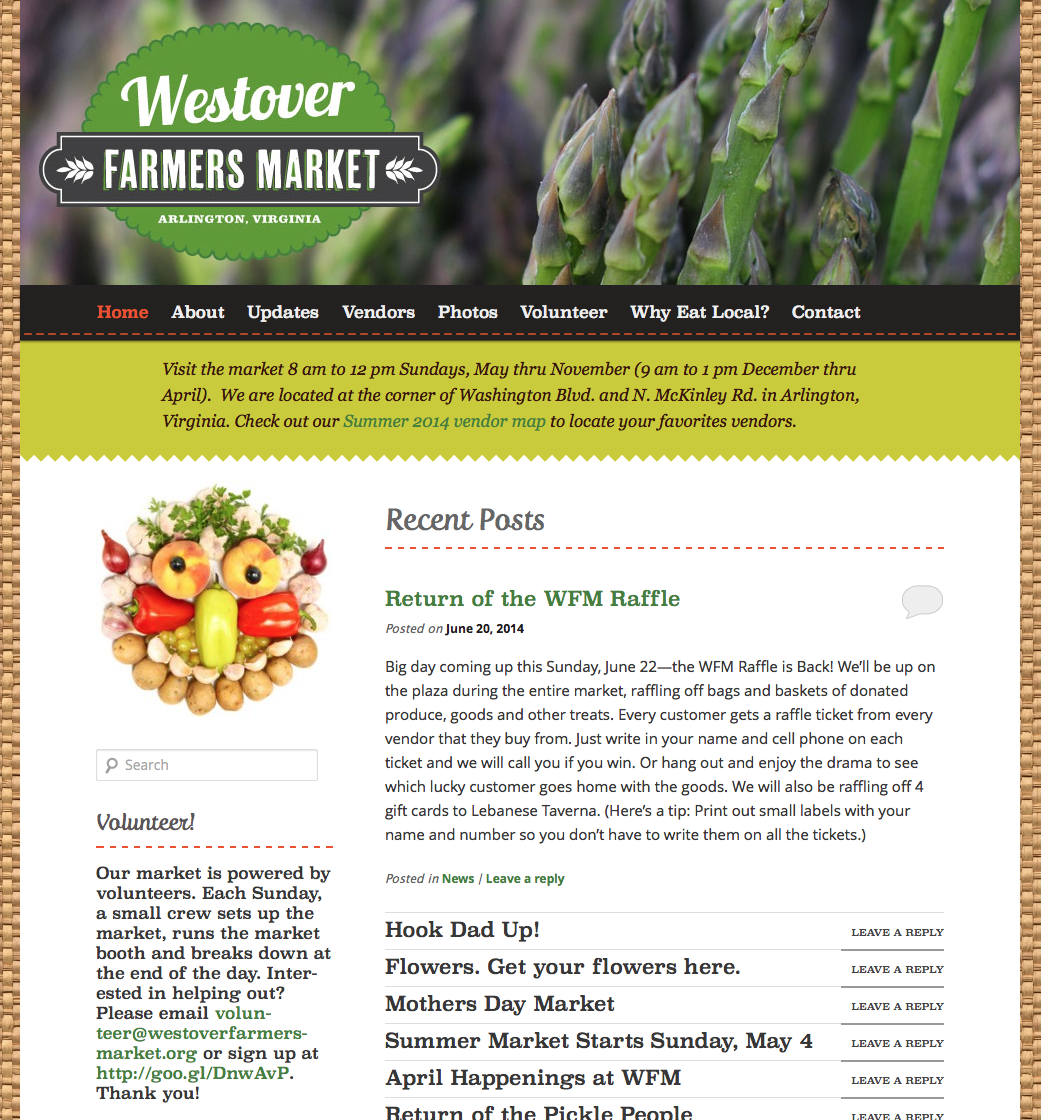 Westover
FARMERS MARKET
ARLINGTON, VIRGINIA
Home About Updates Vendors Photos Volunteer Why Eat Local? Contact
Visit the market 8 am to 12 pm Sundays, May thru November (9 am to 1 pm December thru
April). We are located at the corner of Washington Blvd. and N. McKinley Rd. in Arlington,
Virginia. Check out our Summer 2014 vendor map to locate your favorites vendors.
Search
Volunteer!
Our market is powered by
volunteers. Each Sunday,
a small crew sets up the
market, runs the market
booth and breaks down at
the end of the day. Inter-
ested in helping out?
Please email volun-
teer@westoverfarmers-
market.org or sign up at
http://goo.gl/DnwAvP.
Thank you!
Recent Posts
Return of the WFM Raffle
Posted on June 20, 2014
Big day coming up this Sunday, June 22—the WFM Raffle is Back! We’ll be up on
the plaza during the entire market, raffling off bags and baskets of donated
produce, goods and other treats. Every customer gets a raffle ticket from every
vendor that they buy from. Just write in your name and cell phone on each
ticket and we will call you if you win. Or hang out and enjoy the drama to see
which lucky customer goes home with the goods. We will also be raffling off 4
gift cards to Lebanese Taverna. (Here’s a tip: Print out small labels with your
name and number so you don’t have to write them on all the tickets.)
Posted in News / Leave a reply
Hook Dad Up! LEAVE A REPLY
Flowers. Get your flowers here. LEAVE A REPLY
Mothers Day Market LEAVE A REPLY
Summer Market Starts Sunday, May 4 LEAVE A REPLY
April Happenings at WFM LEAVE A REPLY
Return of the Pickle People LEAVE A REPLY